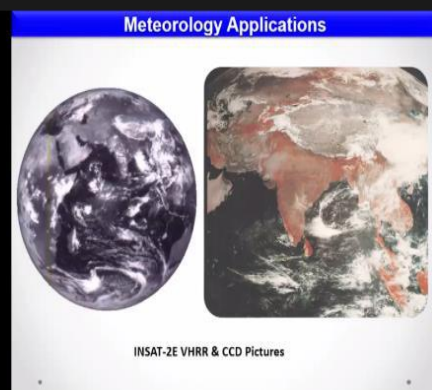 Meteorology Applications
INSAT-2E VHRR & CCD Pictures